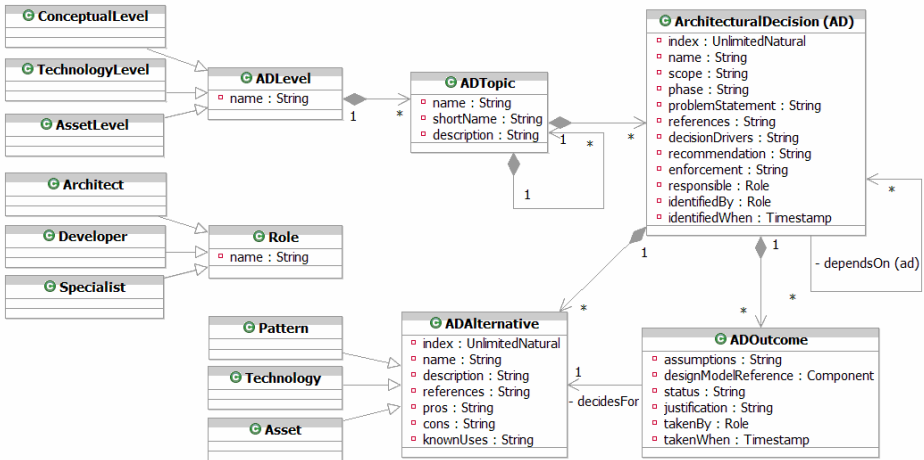 ConceptualLevel
TechnologyLevel
AssetLevel
ADLevel
name : String
1
*
ADTopic
name : String
shortName : String
description : String
1
*
1
*
ArchitecturalDecision (AD)
index : UnlimitedNatural
name : String
scope : String
phase : String
problemStatement : String
references : String
decisionDrivers : String
recommendation : String
enforcement : String
responsible : Role
identifiedBy : Role
identifiedWhen : Timestamp
*
- dependsOn (ad)
*
1
*
1
*
Architect
Developer
Specialist
Role
name : String
Pattern
Technology
Asset
ADAlternative
index : UnlimitedNatural
name : String
description : String
references : String
pros : String
cons : String
knownUses : String
1
- decidesFor
ADOutcome
assumptions : String
designModelReference : Component
status : String
justification : String
takenBy : Role
takenWhen : Timestamp